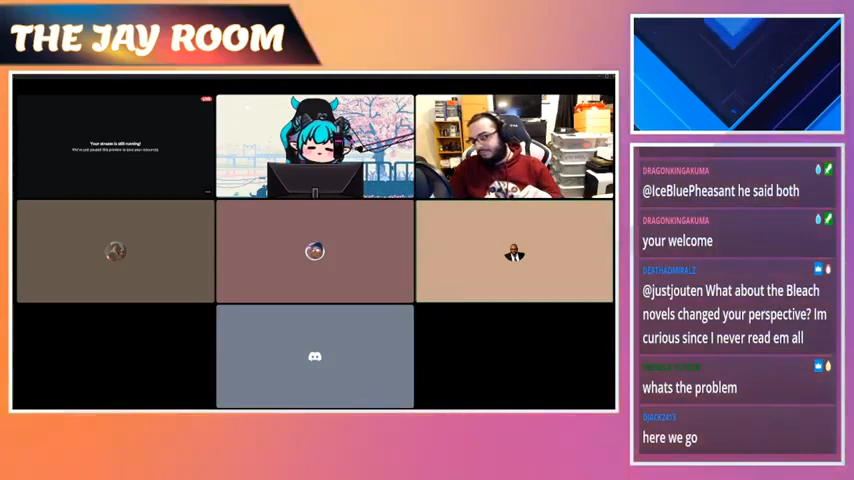 THE JAY ROOM
LIVE
Your stream is still running!
We've just paused this preview to save your resources.
DRAGONKINGAKUMA
@IceBluePheasant he said both
DRAGONKINGAKUMA
your welcome
DEATHADMIRALZ
@justjouten What about the Bleach
novels changed your perspective? Im
curious since I never read em all
whats the problem
DJACK2413
here we go